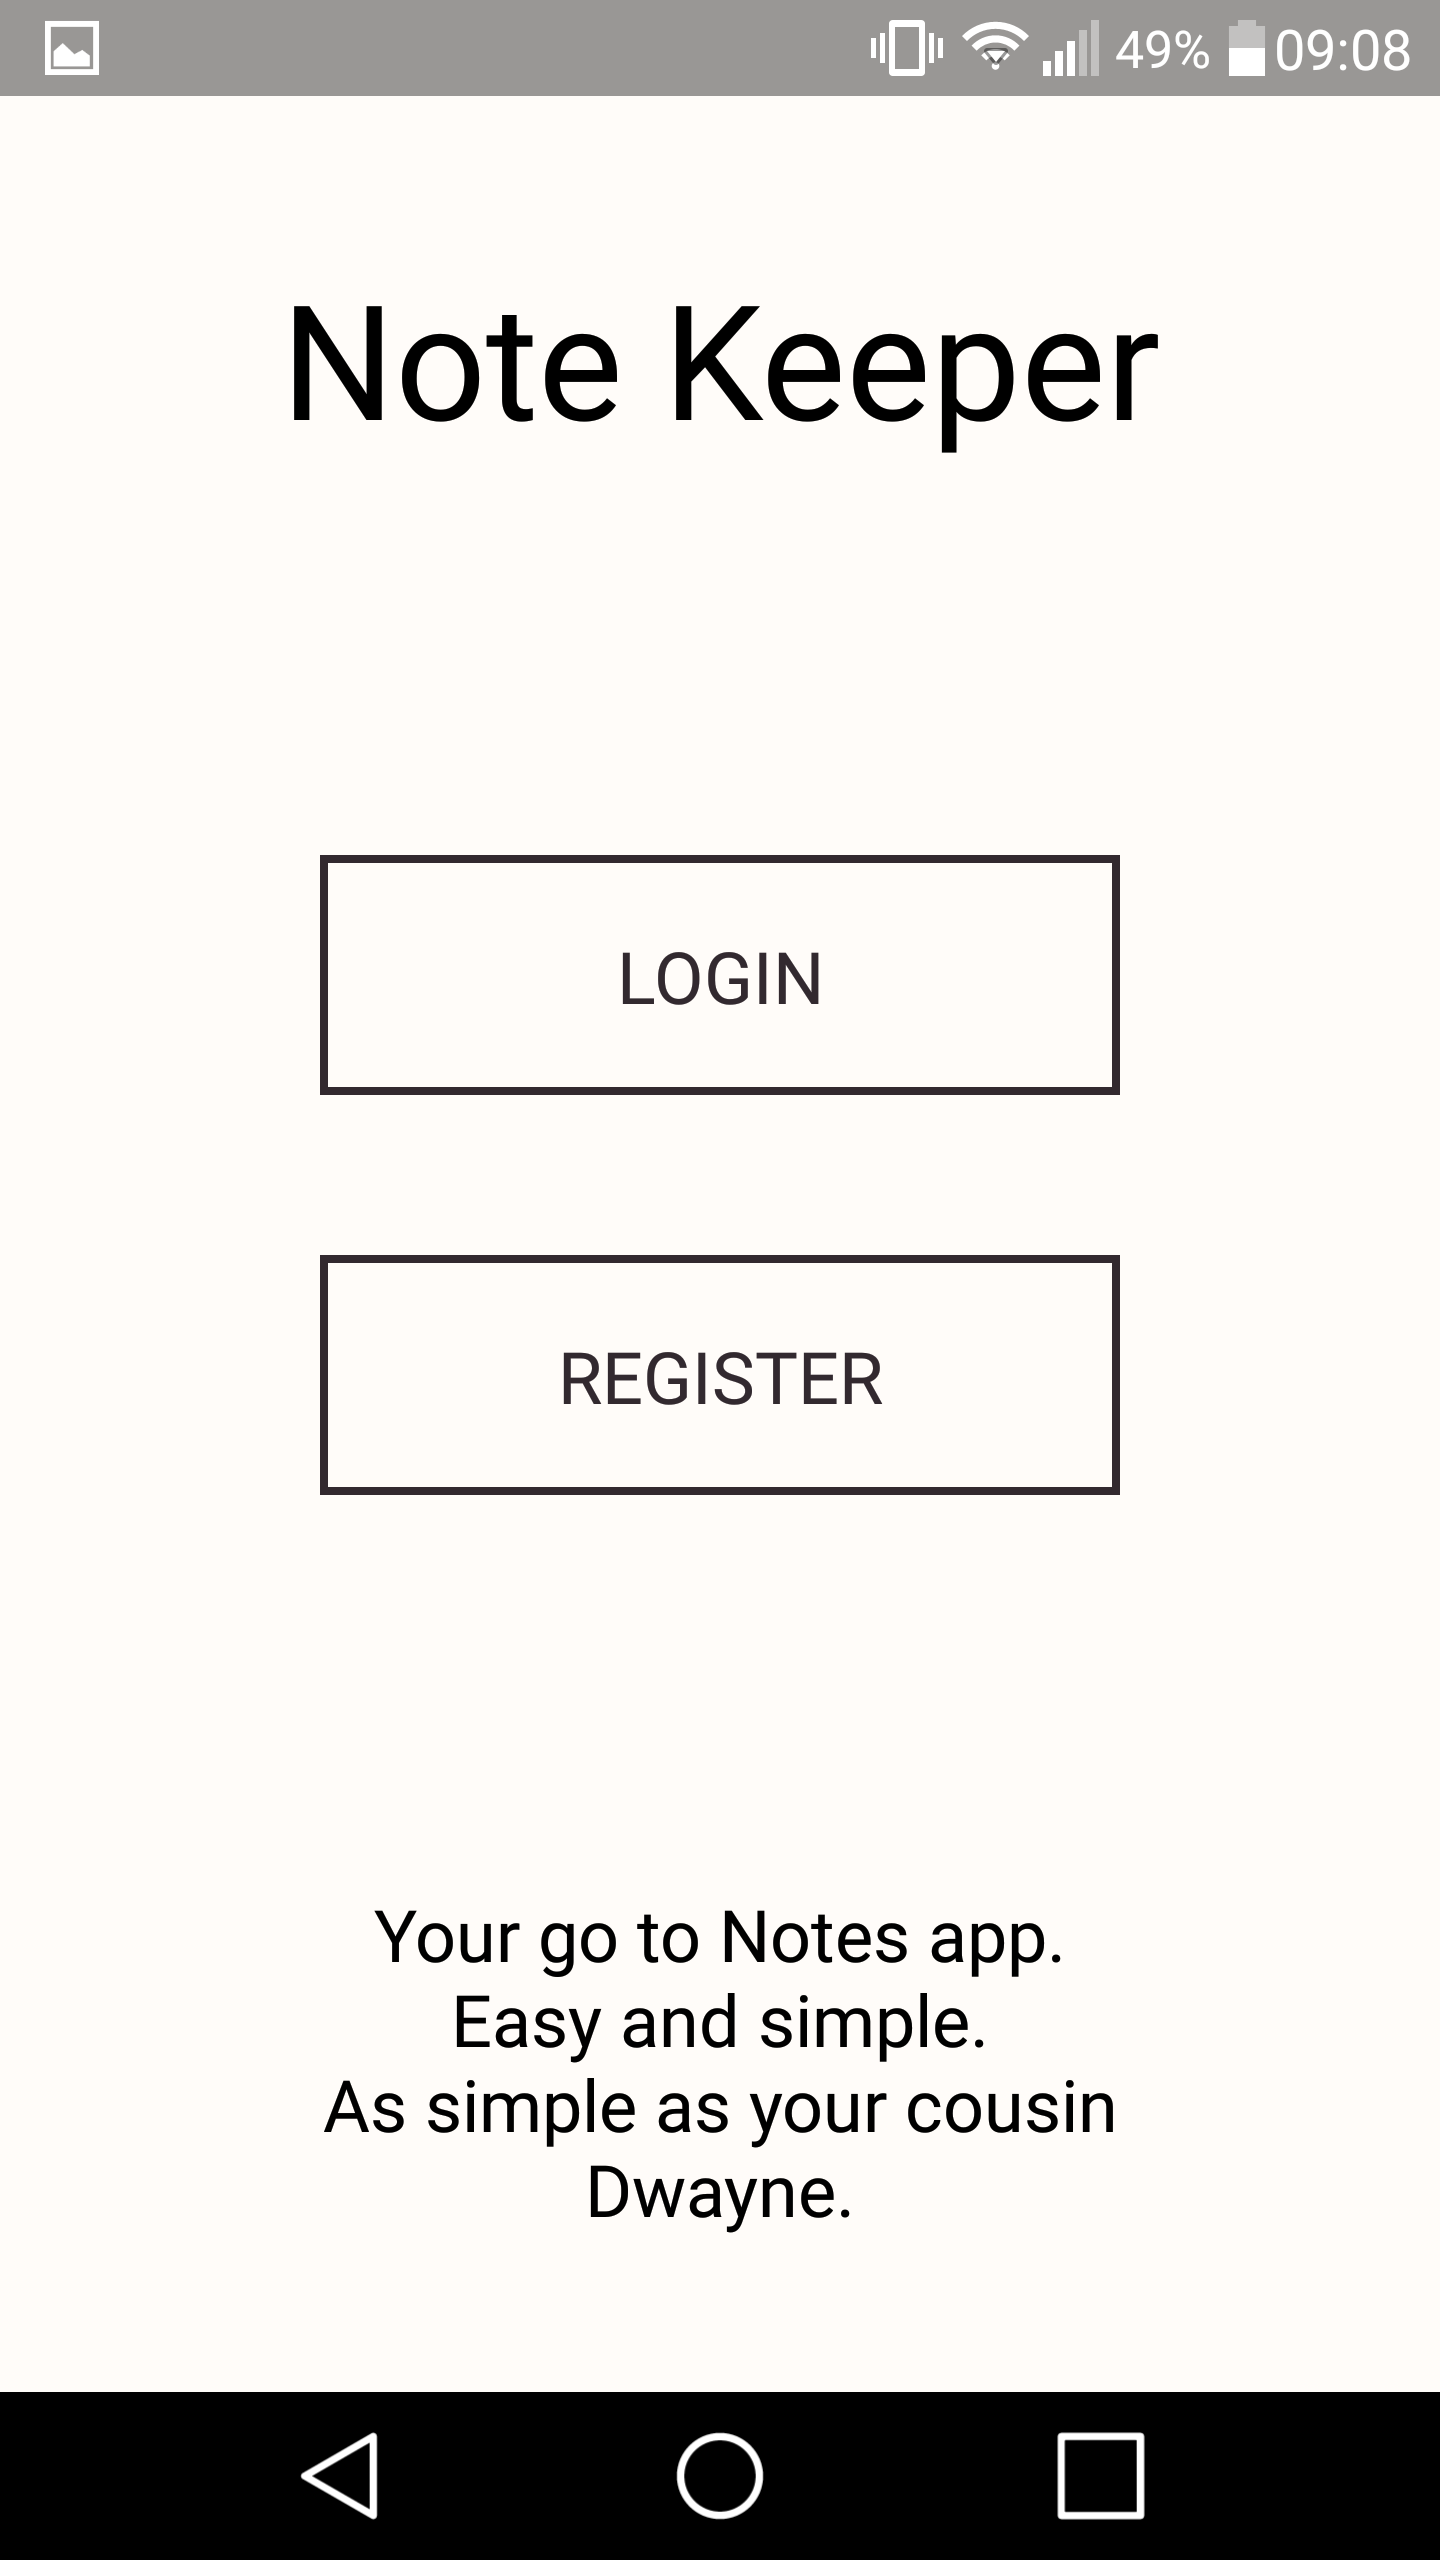 49% 09:08
Note Keeper
LOGIN
REGISTER
Your go to Notes app.
Easy and simple.
As simple as your cousin
Dwayne.